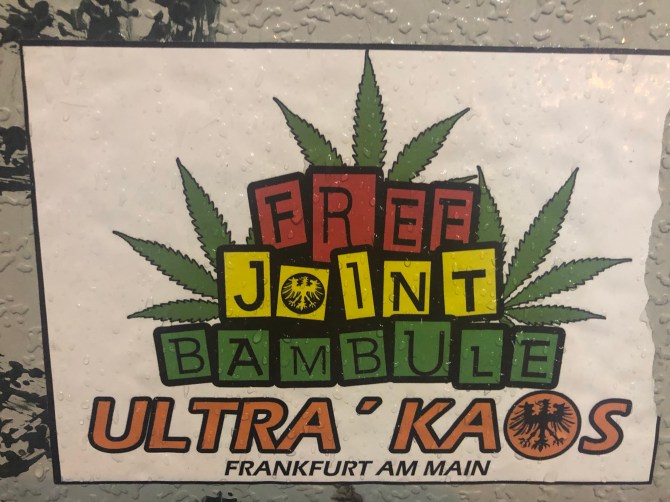 FREE
JOINT
BAMBULE
ULTRA´KAOS
FRANKFURT AM MAIN